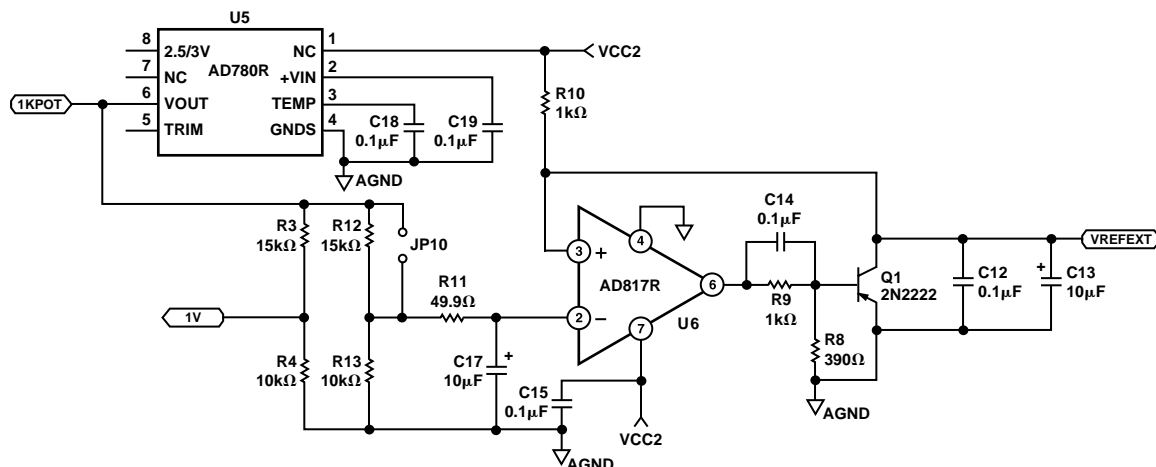 U5
8 2.5/3V NC 1
AD780R
7 NC +VIN 2
1KPOT 6 VOUT TEMP 3
5 TRIM GNDS 4
VCC2
R10
1kΩ
C18
0.1µF
C19
0.1µF
AGND
R3
15kΩ
R12
15kΩ
JP10
R11
49.9Ω
1V
R4
10kΩ
R13
10kΩ
C17
10µF
+
C15
0.1µF
VCC2
AGND
3 +
2 −
4
AD817R
6
7
U6
C14
0.1µF
R9
1kΩ
R8
390Ω
AGND
Q1
2N2222
C12
0.1µF
+
C13
10µF
VREFEXT